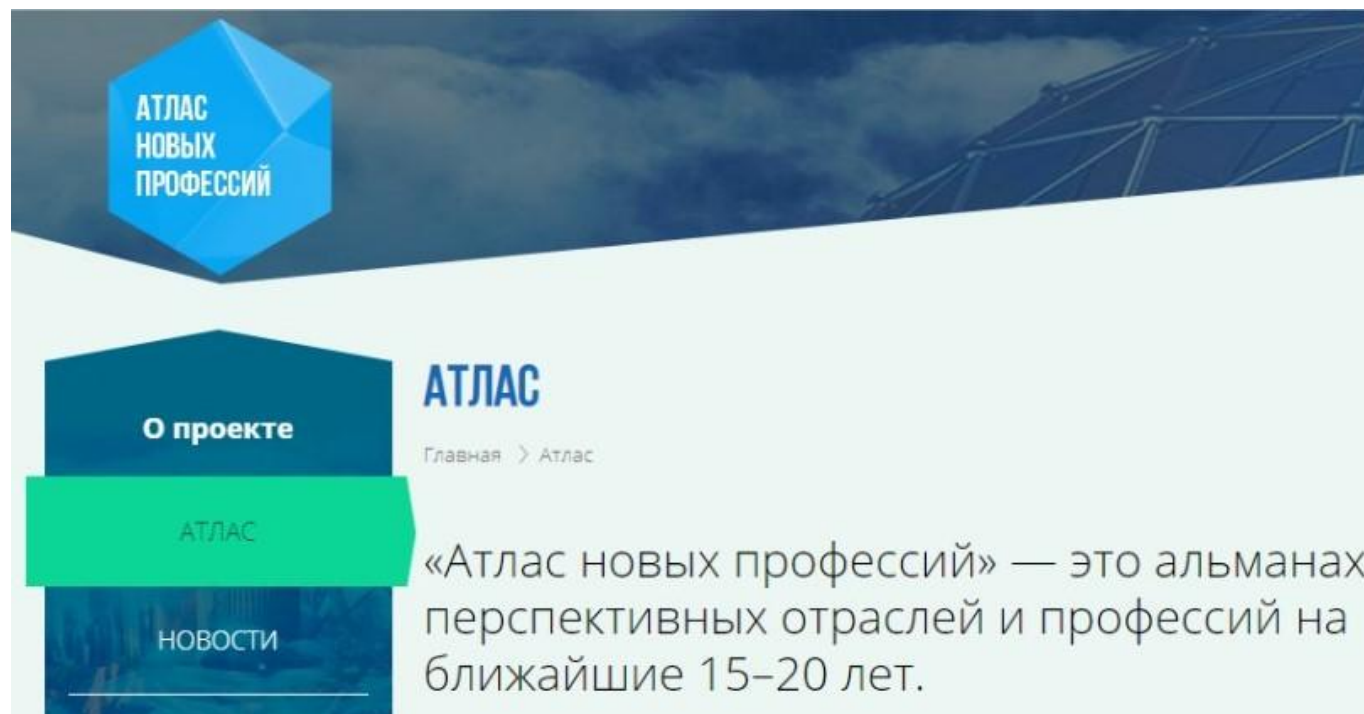 АТЛАС
НОВЫХ
ПРОФЕССИЙ
О проекте
АТЛАС
НОВОСТИ
АТЛАС
Главная > Атлас
«Атлас новых профессий» — это альманах
перспективных отраслей и профессий на
ближайшие 15–20 лет.